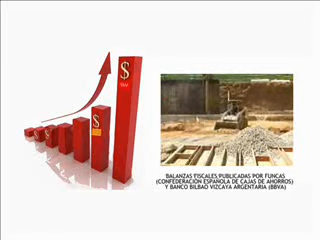 $
$
BALANZAS FISCALES PUBLICADAS POR FUNCAS
(CONFEDERACIÓN ESPAÑOLA DE CAJAS DE AHORROS)
Y BANCO BILBAO VIZCAYA ARGENTARIA (BBVA)